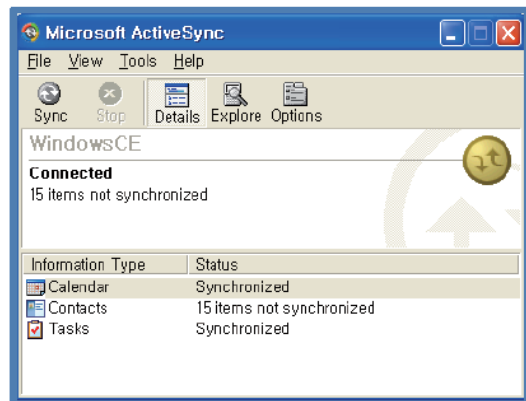 Microsoft ActiveSync
File View Tools Help
Sync Stop Details Explore Options
WindowsCE
Connected
15 items not synchronized
Information Type Status
Calendar Synchronized
Contacts 15 items not synchronized
Tasks Synchronized